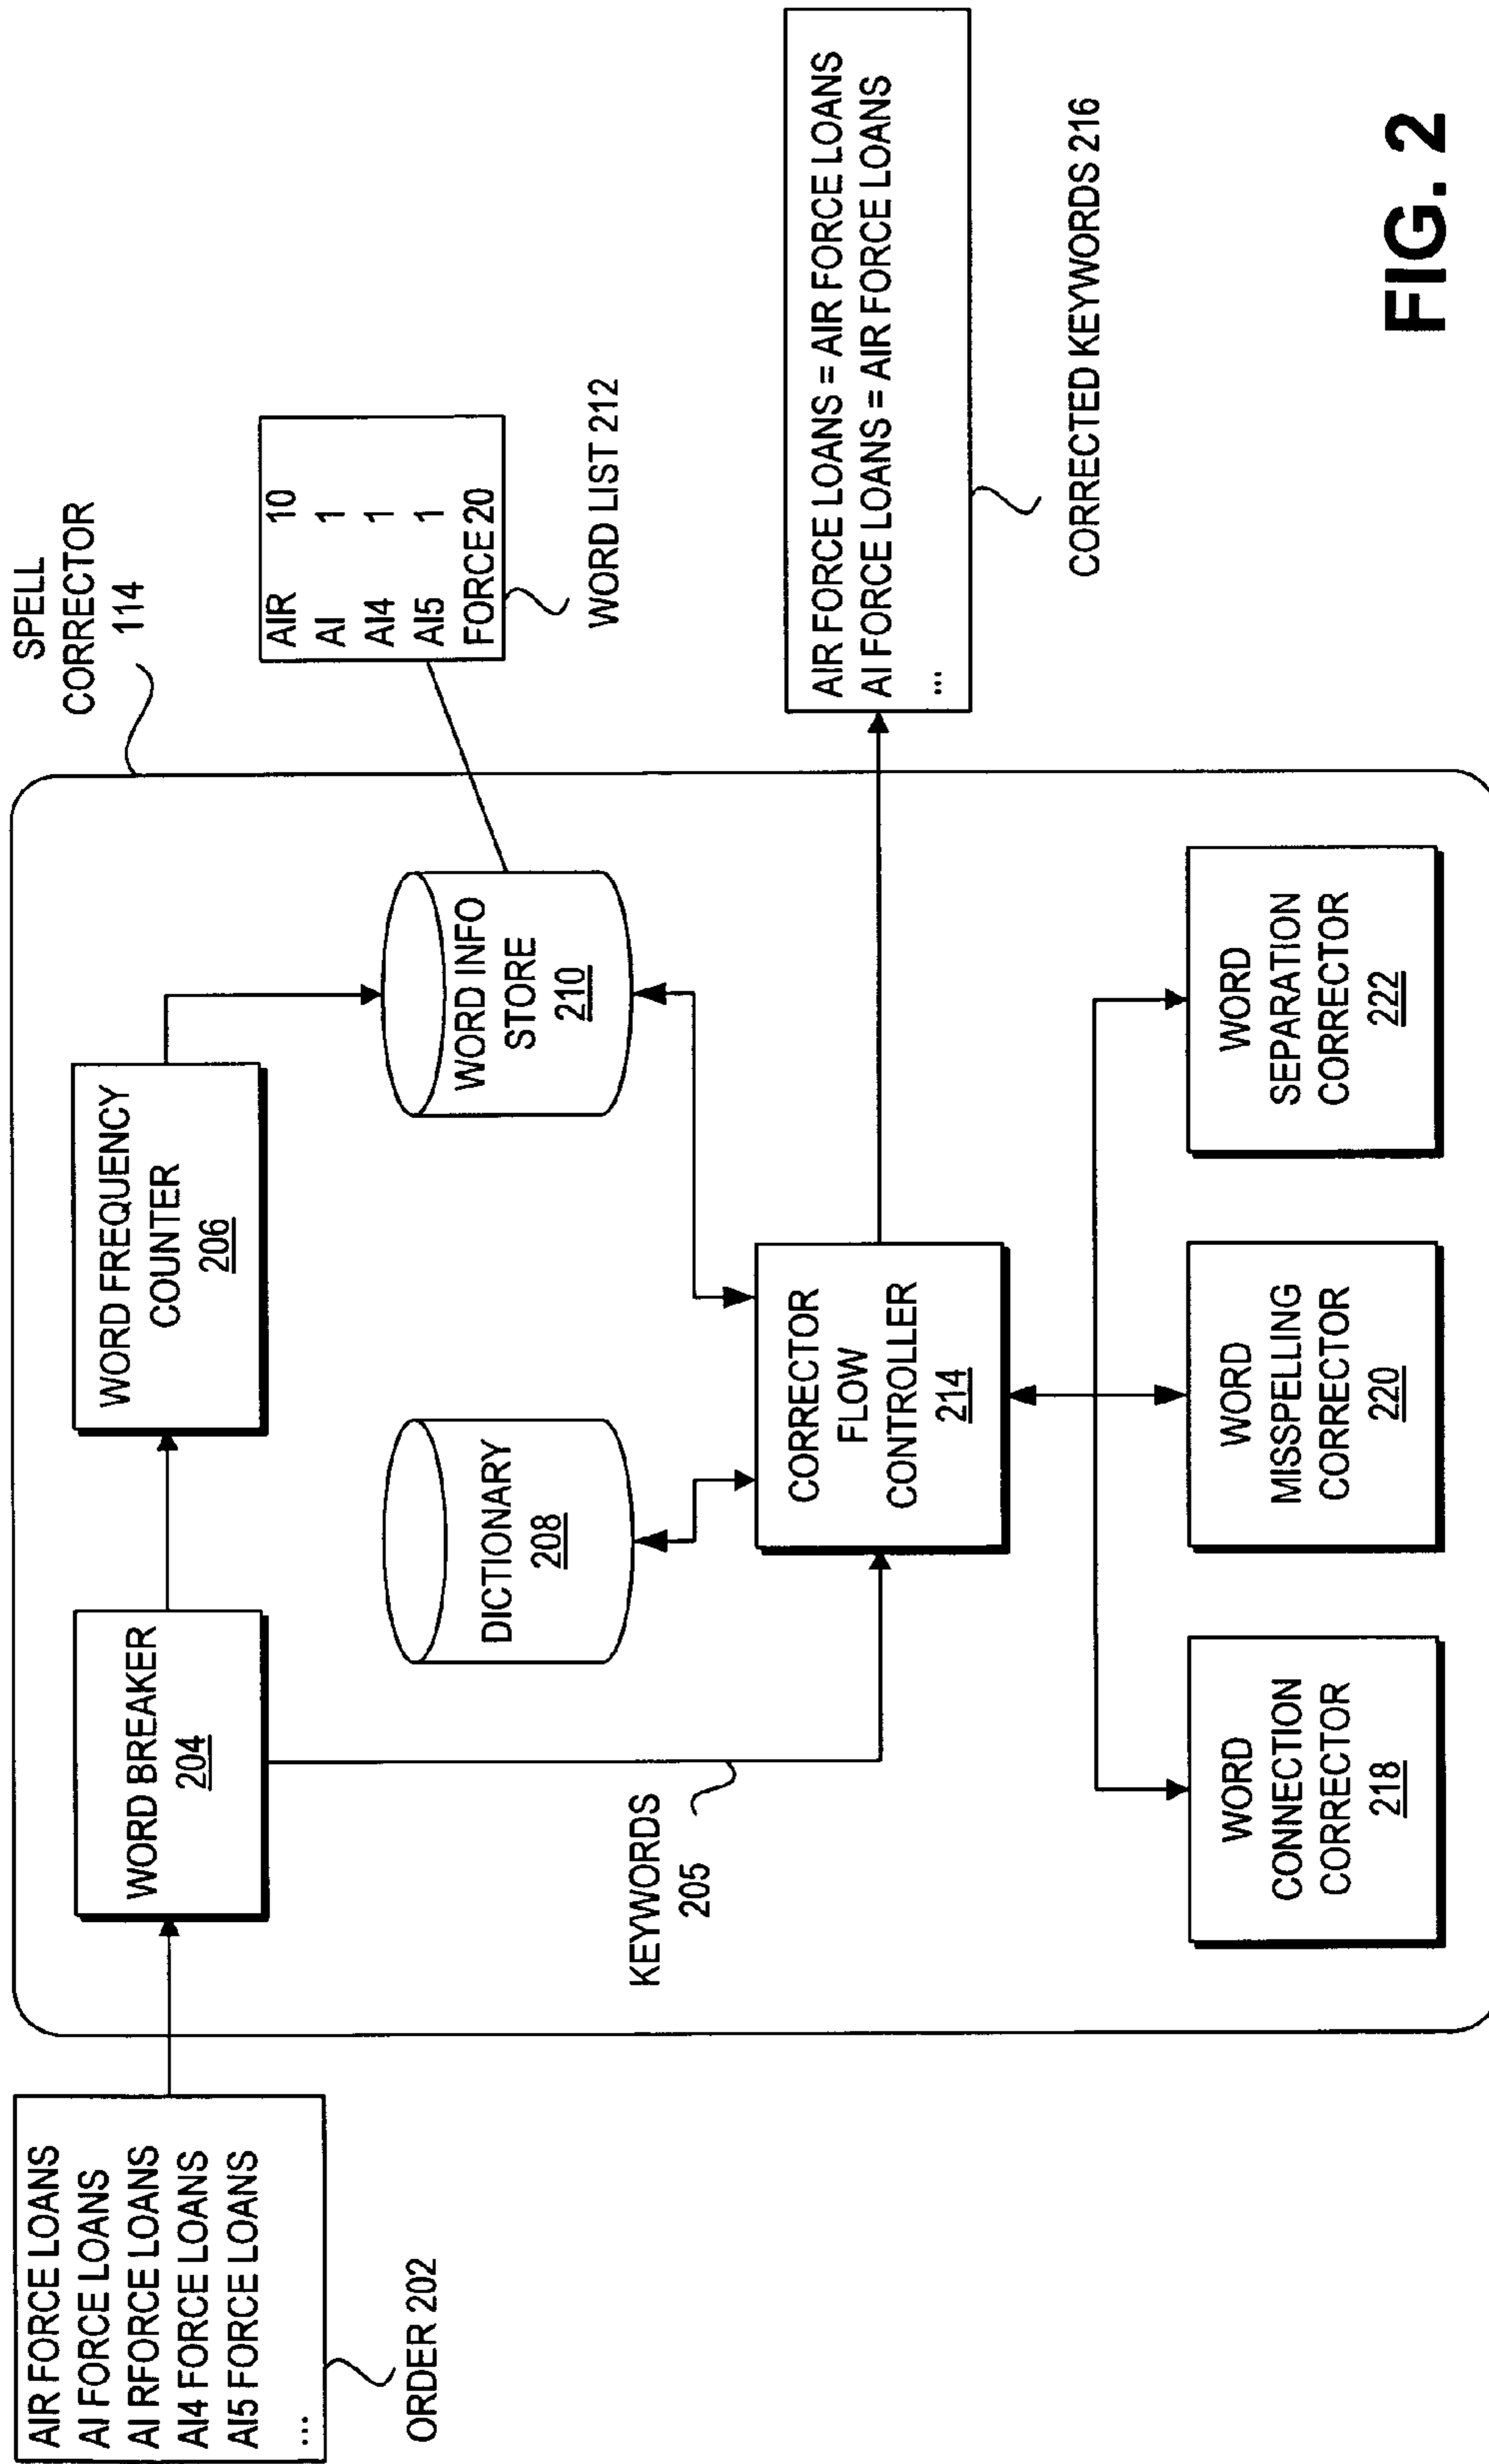 SPELL
CORRECTOR
114
AIR FORCE LOANS
AI FORCE LOANS
AI RFORCE LOANS
AI4 FORCE LOANS
AI5 FORCE LOANS
...
ORDER 202
WORD BREAKER
204
WORD FREQUENCY
COUNTER
206
KEYWORDS
205
DICTIONARY
208
WORD INFO
STORE
210
AIR 10
AI 1
AI4 1
AI5 1
FORCE 20
WORD LIST 212
CORRECTOR
FLOW
CONTROLLER
214
AIR FORCE LOANS = AIR FORCE LOANS
AI FORCE LOANS = AIR FORCE LOANS
...
CORRECTED KEYWORDS 216
WORD
CONNECTION
CORRECTOR
218
WORD
MISSPELLING
CORRECTOR
220
WORD
SEPARATION
CORRECTOR
222
FIG. 2